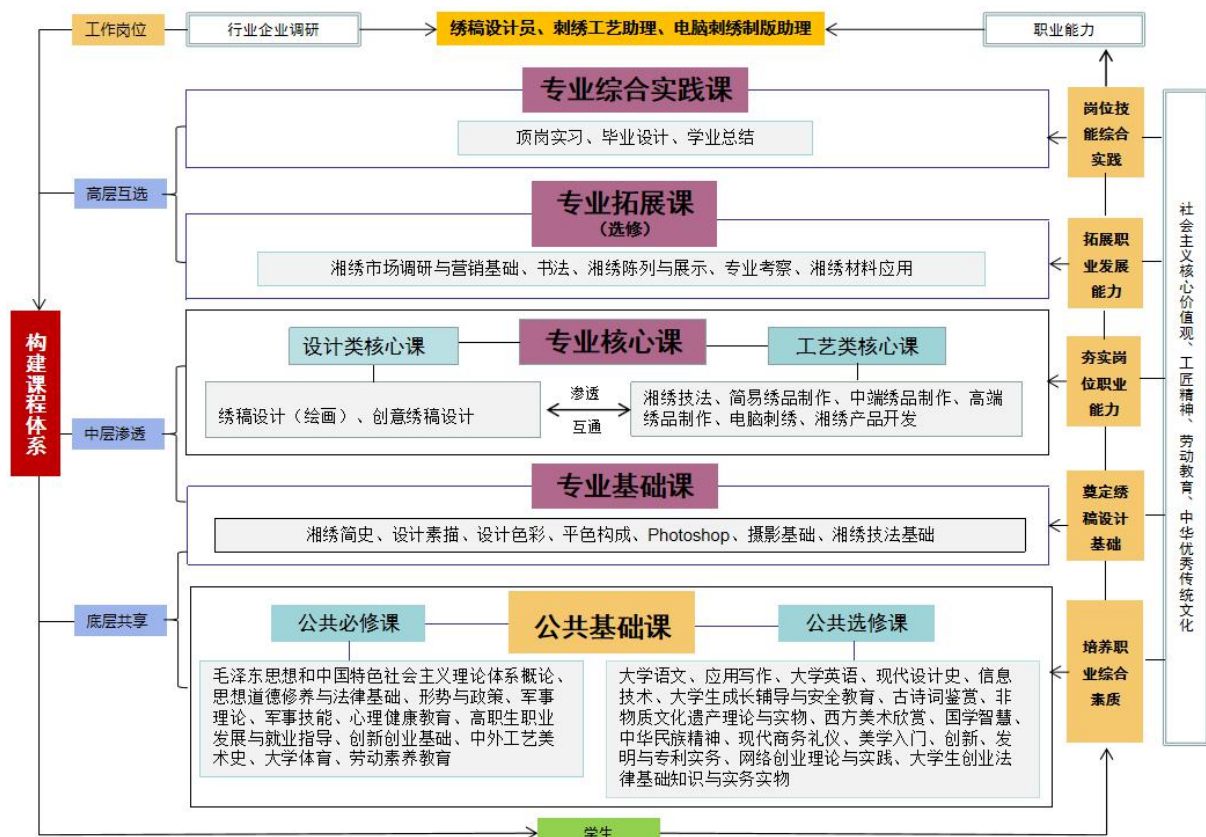 工作岗位
行业企业调研
绣稿设计员、刺绣工艺助理、电脑刺绣制版助理
职业能力
专业综合实践课
顶岗实习、毕业设计、学业总结
岗位技
能综合
实践
高层互选
专业拓展课
（选修）
湘绣市场调研与营销基础、书法、湘绣陈列与展示、专业考察、湘绣材料应用
拓展职
业发展
能力
构建课程体系
设计类核心课
专业核心课
工艺类核心课
绣稿设计（绘画）、创意绣稿设计
渗透
互通
湘绣技法、简易绣品制作、中端绣品制作、高端
绣品制作、电脑刺绣、湘绣产品开发
夯实岗
位职业
能力
中层渗透
专业基础课
湘绣简史、设计素描、设计色彩、平色构成、Photoshop、摄影基础、湘绣技法基础
奠定绣
稿设计
基础
底层共享
公共必修课
公共基础课
公共选修课
毛泽东思想和中国特色社会主义理论体系概论、
思想道德修养与法律基础、形势与政策、军事
理论、军事技能、心理健康教育、高职生职业
发展与就业指导、创新创业基础、中外工艺美
术史、大学体育、劳动素养教育
大学语文、应用写作、大学英语、现代设计史、信息
技术、大学生成长辅导与安全教育、古诗词鉴赏、非
物质文化遗产理论与实物、西方美术欣赏、国学智慧、
中华民族精神、现代商务礼仪、美学入门、创新、发
明与专利实务、网络创业理论与实践、大学生创业法
律基础知识与实务实物
培养职
业综合
素质
社会主义核心价值观、工匠精神、劳动教育、中华优秀传统文化
学生